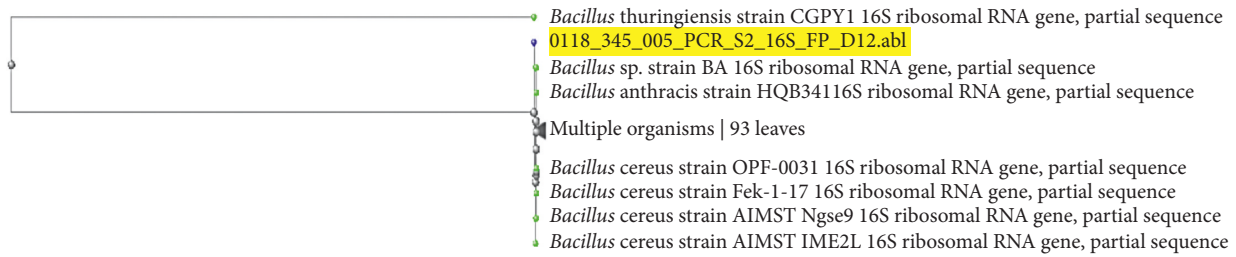 Bacillus thuringiensis strain CGPY1 16S ribosomal RNA gene, partial sequence
0118_345_005_PCR_S2_16S_FP_D12.abl
Bacillus sp. strain BA 16S ribosomal RNA gene, partial sequence
Bacillus anthracis strain HQB34116S ribosomal RNA gene, partial sequence
Multiple organisms | 93 leaves
Bacillus cereus strain OPF-0031 16S ribosomal RNA gene, partial sequence
Bacillus cereus strain Fek-1-17 16S ribosomal RNA gene, partial sequence
Bacillus cereus strain AIMST Ngse9 16S ribosomal RNA gene, partial sequence
Bacillus cereus strain AIMST IME2L 16S ribosomal RNA gene, partial sequence